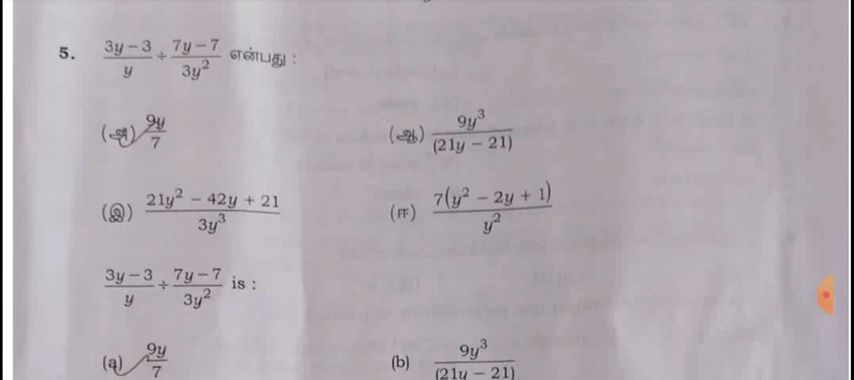 5. (3y – 3)/y ÷ (7y – 7)/(3y²) என்பது :
(அ) 9y/7 (ஆ) 9y³/(21y – 21)
(இ) (21y² – 42y + 21)/(3y³) (ஈ) 7(y² – 2y + 1)/y²
(3y – 3)/y ÷ (7y – 7)/(3y²) is :
(a) 9y/7 (b) 9y³/(21y – 21)